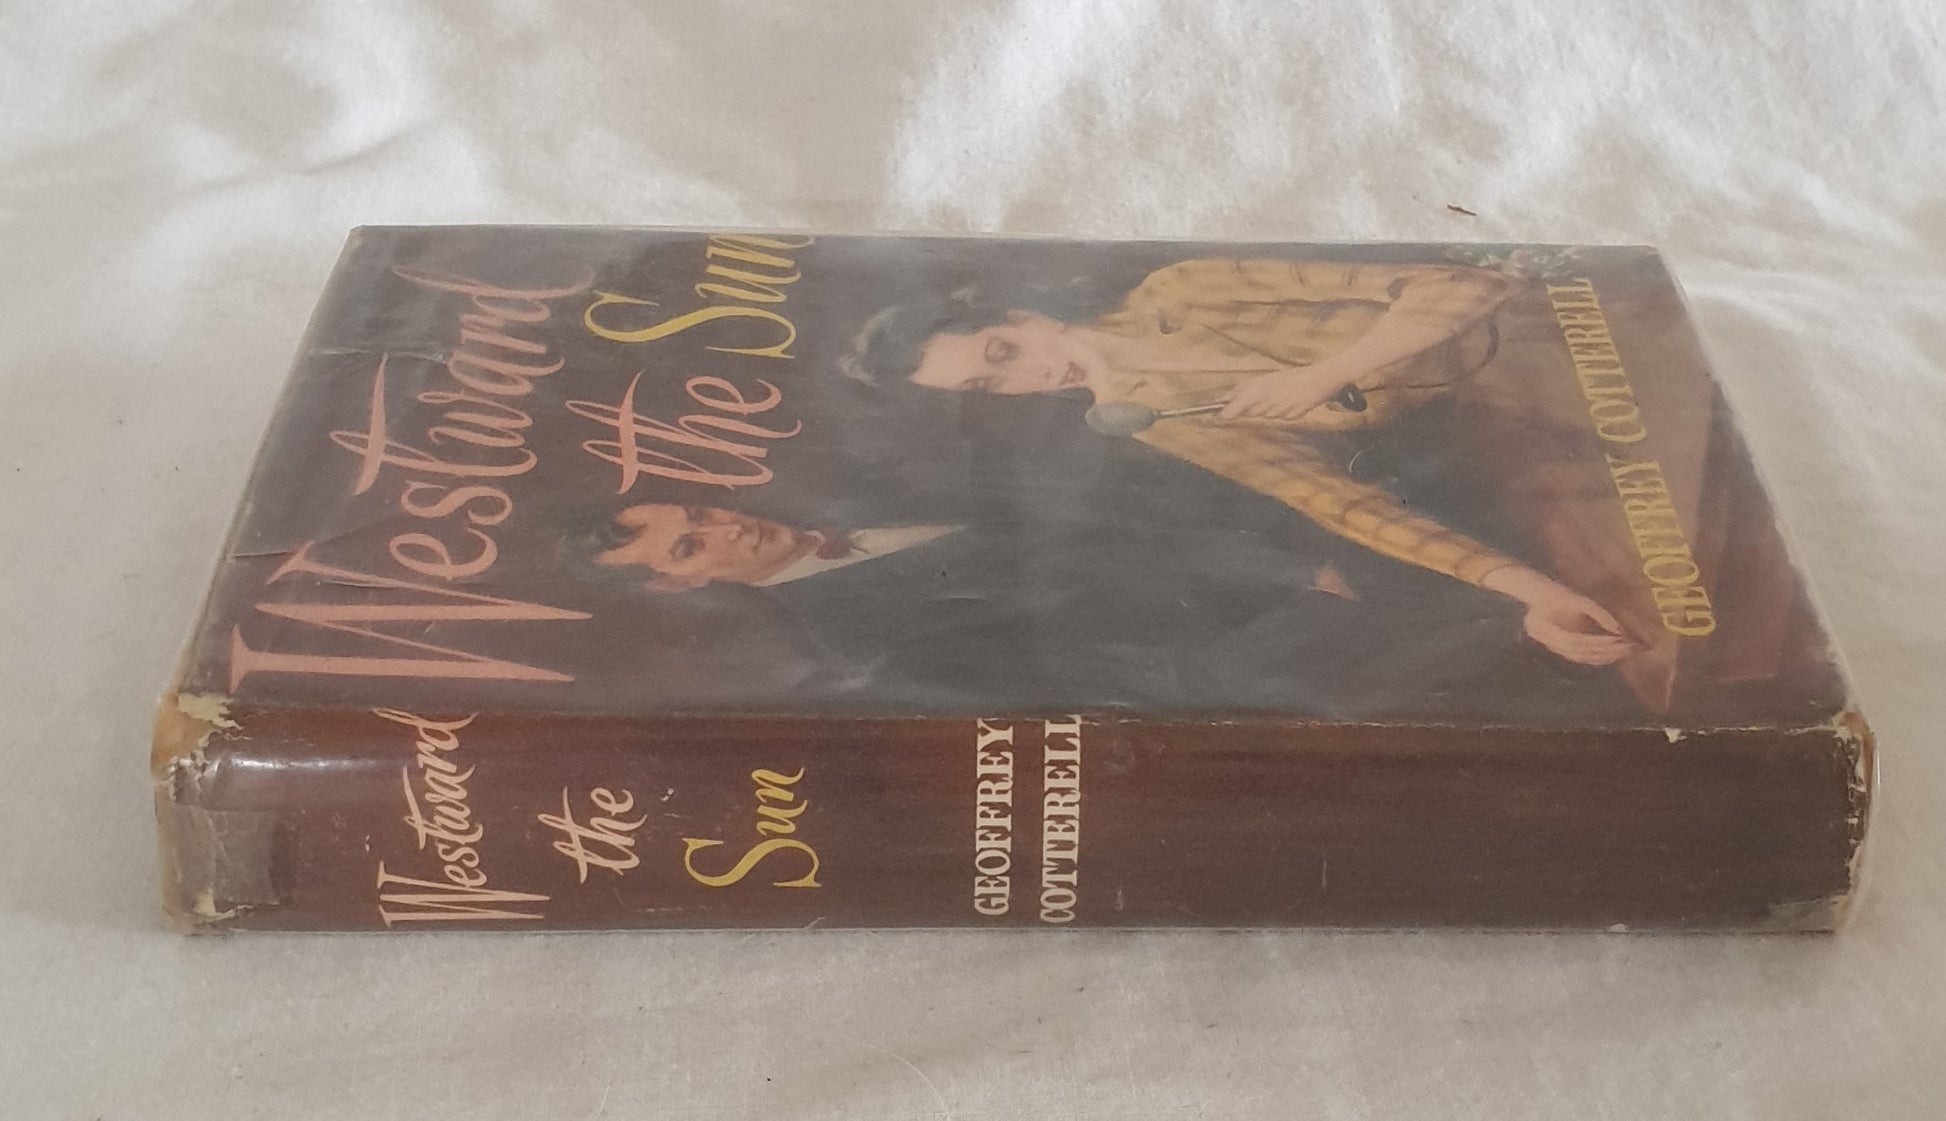 Westward
the Sun
GEOFFREY COTTERELL
Westward
the
Sun
GEOFFREY
COTTERELL